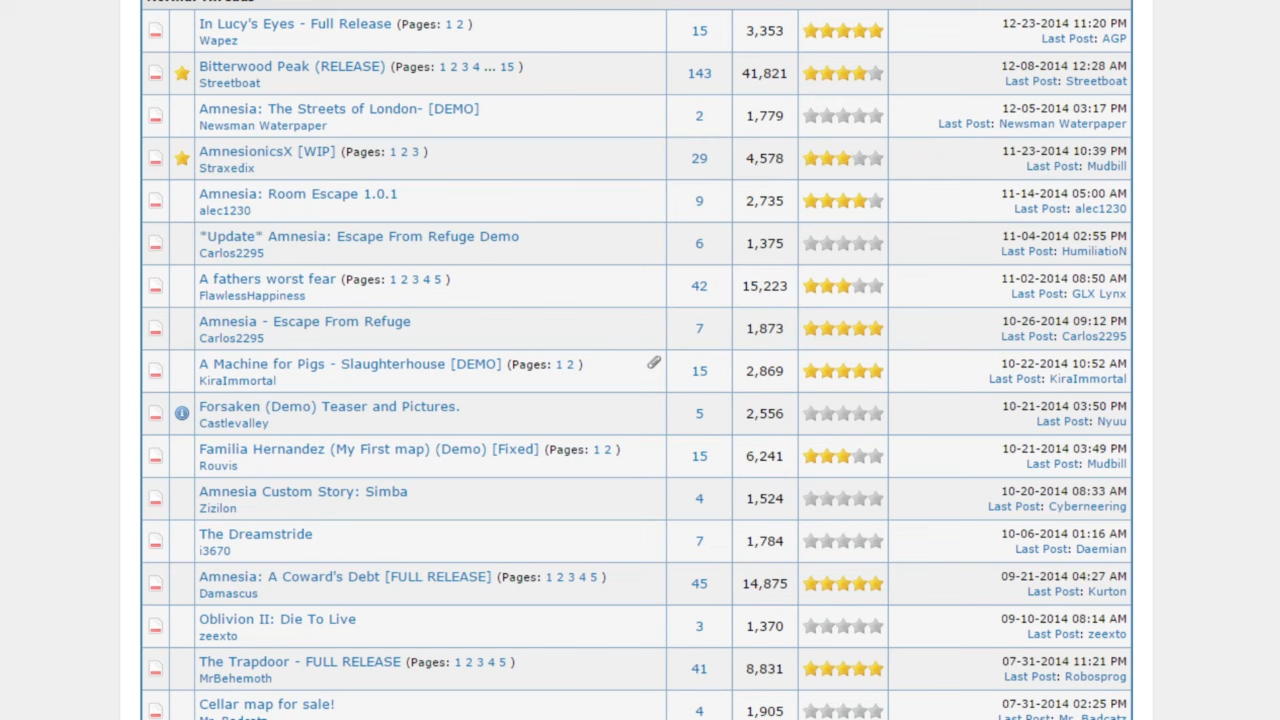 In Lucy's Eyes - Full Release (Pages: 1 2 )
Wapez
15
3,353
12-23-2014 11:20 PM
Last Post: AGP
Bitterwood Peak (RELEASE) (Pages: 1 2 3 4 ... 15 )
Streetboat
143
41,821
12-08-2014 12:28 AM
Last Post: Streetboat
Amnesia: The Streets of London- [DEMO]
Newsman Waterpaper
2
1,779
12-05-2014 03:17 PM
Last Post: Newsman Waterpaper
AmnesionicsX [WIP] (Pages: 1 2 3 )
Straxedix
29
4,578
11-23-2014 10:39 PM
Last Post: Mudbill
Amnesia: Room Escape 1.0.1
alec1230
9
2,735
11-14-2014 05:00 AM
Last Post: alec1230
*Update* Amnesia: Escape From Refuge Demo
Carlos2295
6
1,375
11-04-2014 02:55 PM
Last Post: HumiliatioN
A fathers worst fear (Pages: 1 2 3 4 5 )
FlawlessHappiness
42
15,223
11-02-2014 08:50 AM
Last Post: GLX Lynx
Amnesia - Escape From Refuge
Carlos2295
7
1,873
10-26-2014 09:12 PM
Last Post: Carlos2295
A Machine for Pigs - Slaughterhouse [DEMO] (Pages: 1 2 )
KiraImmortal
15
2,869
10-22-2014 10:52 AM
Last Post: KiraImmortal
Forsaken (Demo) Teaser and Pictures.
Castlevalley
5
2,556
10-21-2014 03:50 PM
Last Post: Nyuu
Familia Hernandez (My First map) (Demo) [Fixed] (Pages: 1 2 )
Rouvis
15
6,241
10-21-2014 03:49 PM
Last Post: Mudbill
Amnesia Custom Story: Simba
Zizilon
4
1,524
10-20-2014 08:33 AM
Last Post: Cyberneering
The Dreamstride
i3670
7
1,784
10-06-2014 01:16 AM
Last Post: Daemian
Amnesia: A Coward's Debt [FULL RELEASE] (Pages: 1 2 3 4 5 )
Damascus
45
14,875
09-21-2014 04:27 AM
Last Post: Kurton
Oblivion II: Die To Live
zeexto
3
1,370
09-10-2014 08:14 AM
Last Post: zeexto
The Trapdoor - FULL RELEASE (Pages: 1 2 3 4 5 )
MrBehemoth
41
8,831
07-31-2014 11:21 PM
Last Post: Robosprog
Cellar map for sale!
Mr. Badcatz
4
1,905
07-31-2014 02:25 PM
Last Post: Mr. Badcatz